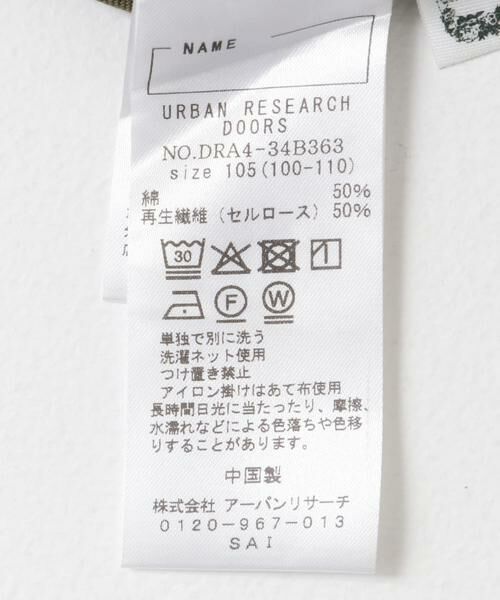 NAME
URBAN RESEARCH
DOORS
NO.DRA4-34B363
size 105(100-110)
綿 50%
再生繊維（セルロース）50%
30
F W
単独で別に洗う
洗濯ネット使用
つけ置き禁止
アイロン掛けはあて布使用
長時間日光に当たったり、摩擦、
水濡れなどによる色落ちや色移
りすることがあります。
中国製
株式会社 アーバンリサーチ
0120-967-013
SAI